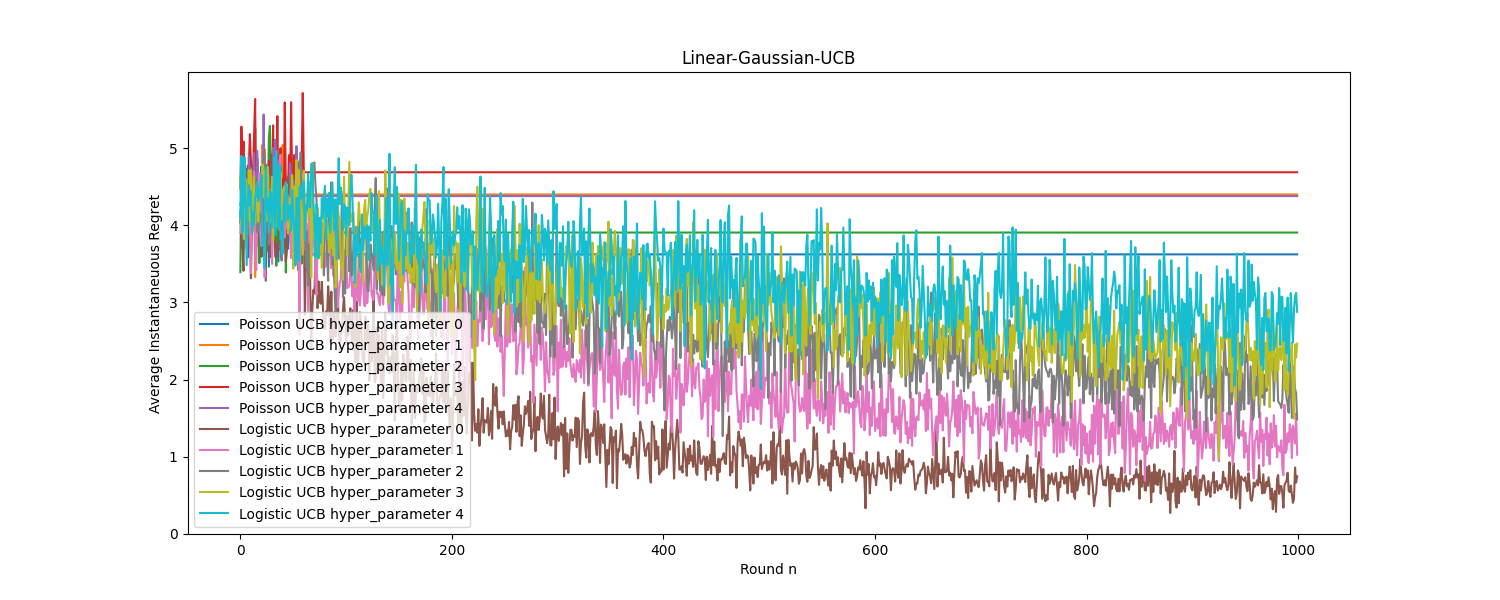 Linear-Gaussian-UCB
Average Instantaneuous Regret
5
4
3
2
1
0
Poisson UCB hyper_parameter 0
Poisson UCB hyper_parameter 1
Poisson UCB hyper_parameter 2
Poisson UCB hyper_parameter 3
Poisson UCB hyper_parameter 4
Logistic UCB hyper_parameter 0
Logistic UCB hyper_parameter 1
Logistic UCB hyper_parameter 2
Logistic UCB hyper_parameter 3
Logistic UCB hyper_parameter 4
0 200 400 600 800 1000
Round n